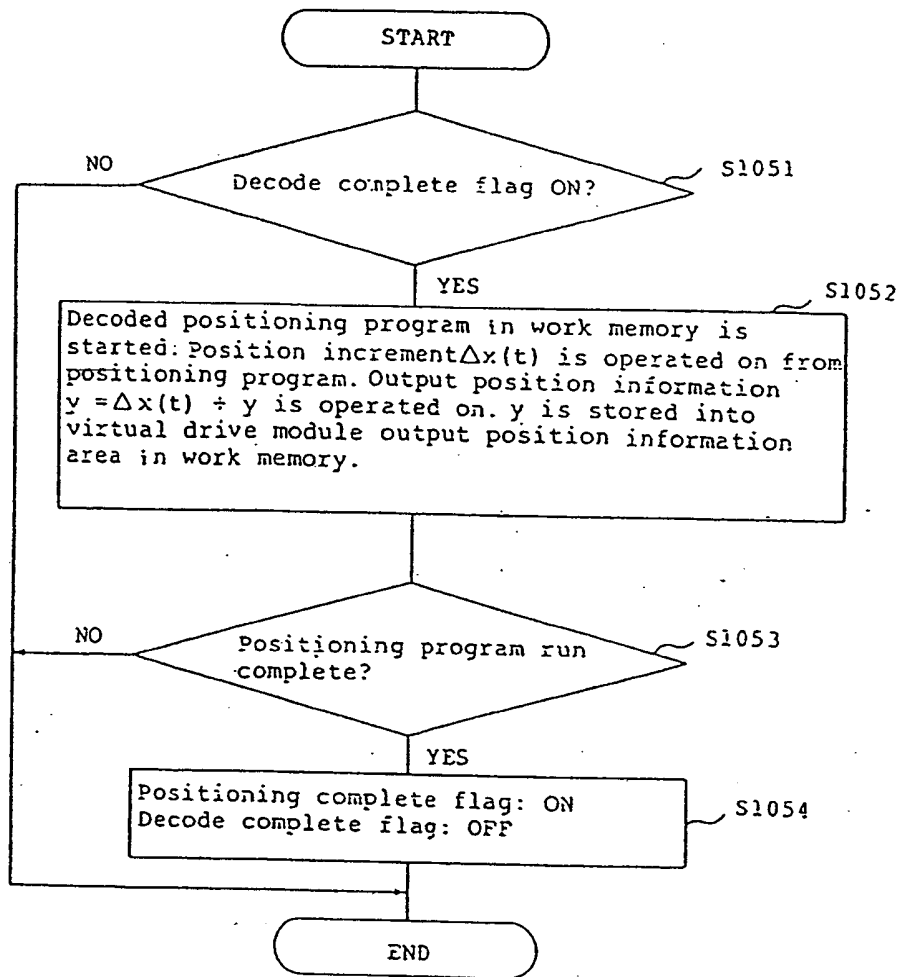 START
NO
Decode complete flag ON?
S1051
YES
S1052
Decoded positioning program in work memory is
started: Position increment Δx(t) is operated on from
positioning program. Output position information
y = Δx(t) ÷ y is operated on. y is stored into
virtual drive module output position information
area in work memory.
NO
Positioning program run
complete?
S1053
YES
Positioning complete flag: ON
Decode complete flag: OFF
S1054
END